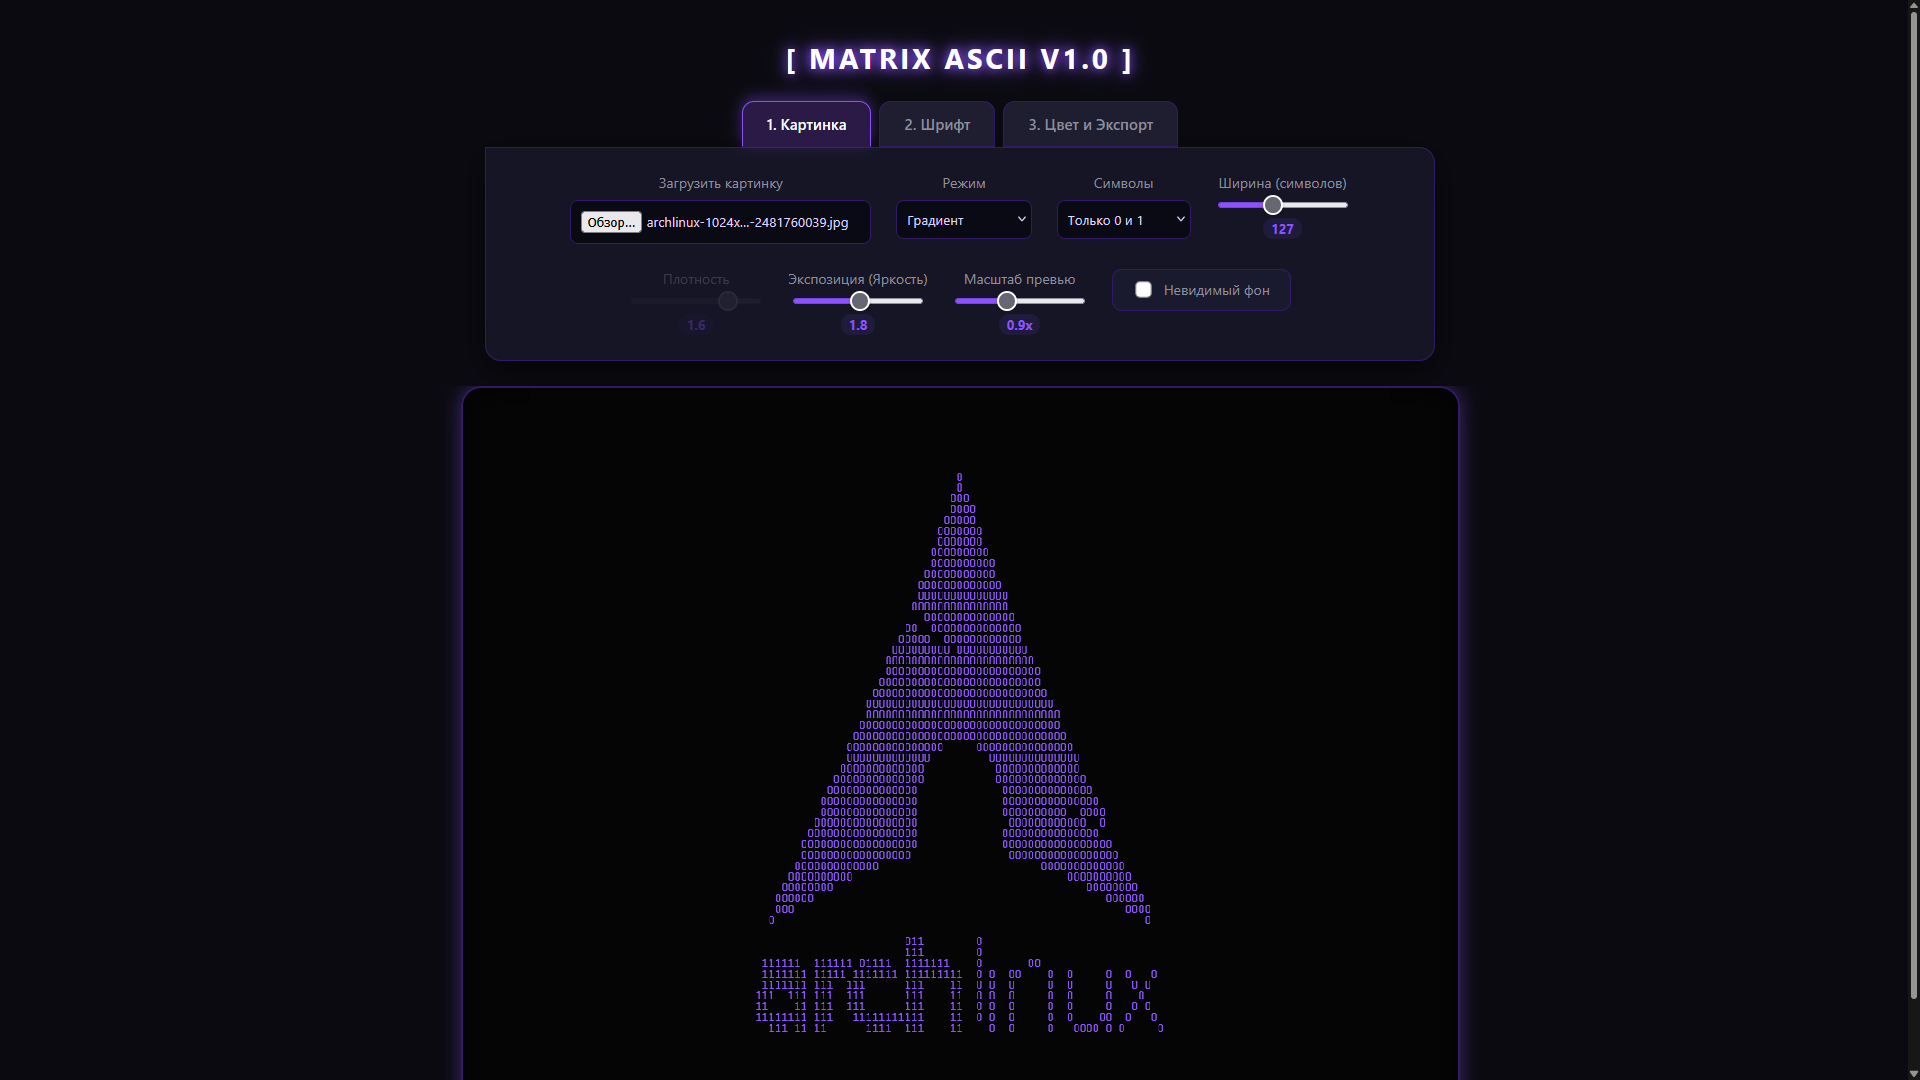 [ MATRIX ASCII V1.0 ]
1. Картинка
2. Шрифт
3. Цвет и Экспорт
Загрузить картинку
Режим
Символы
Ширина (символов)
Обзор... archlinux-1024x...-2481760039.jpg
Градиент
Только 0 и 1
127
Плотность
Экспозиция (Яркость)
Масштаб превью
Невидимый фон
1.6
1.8
0.9x
archlinux